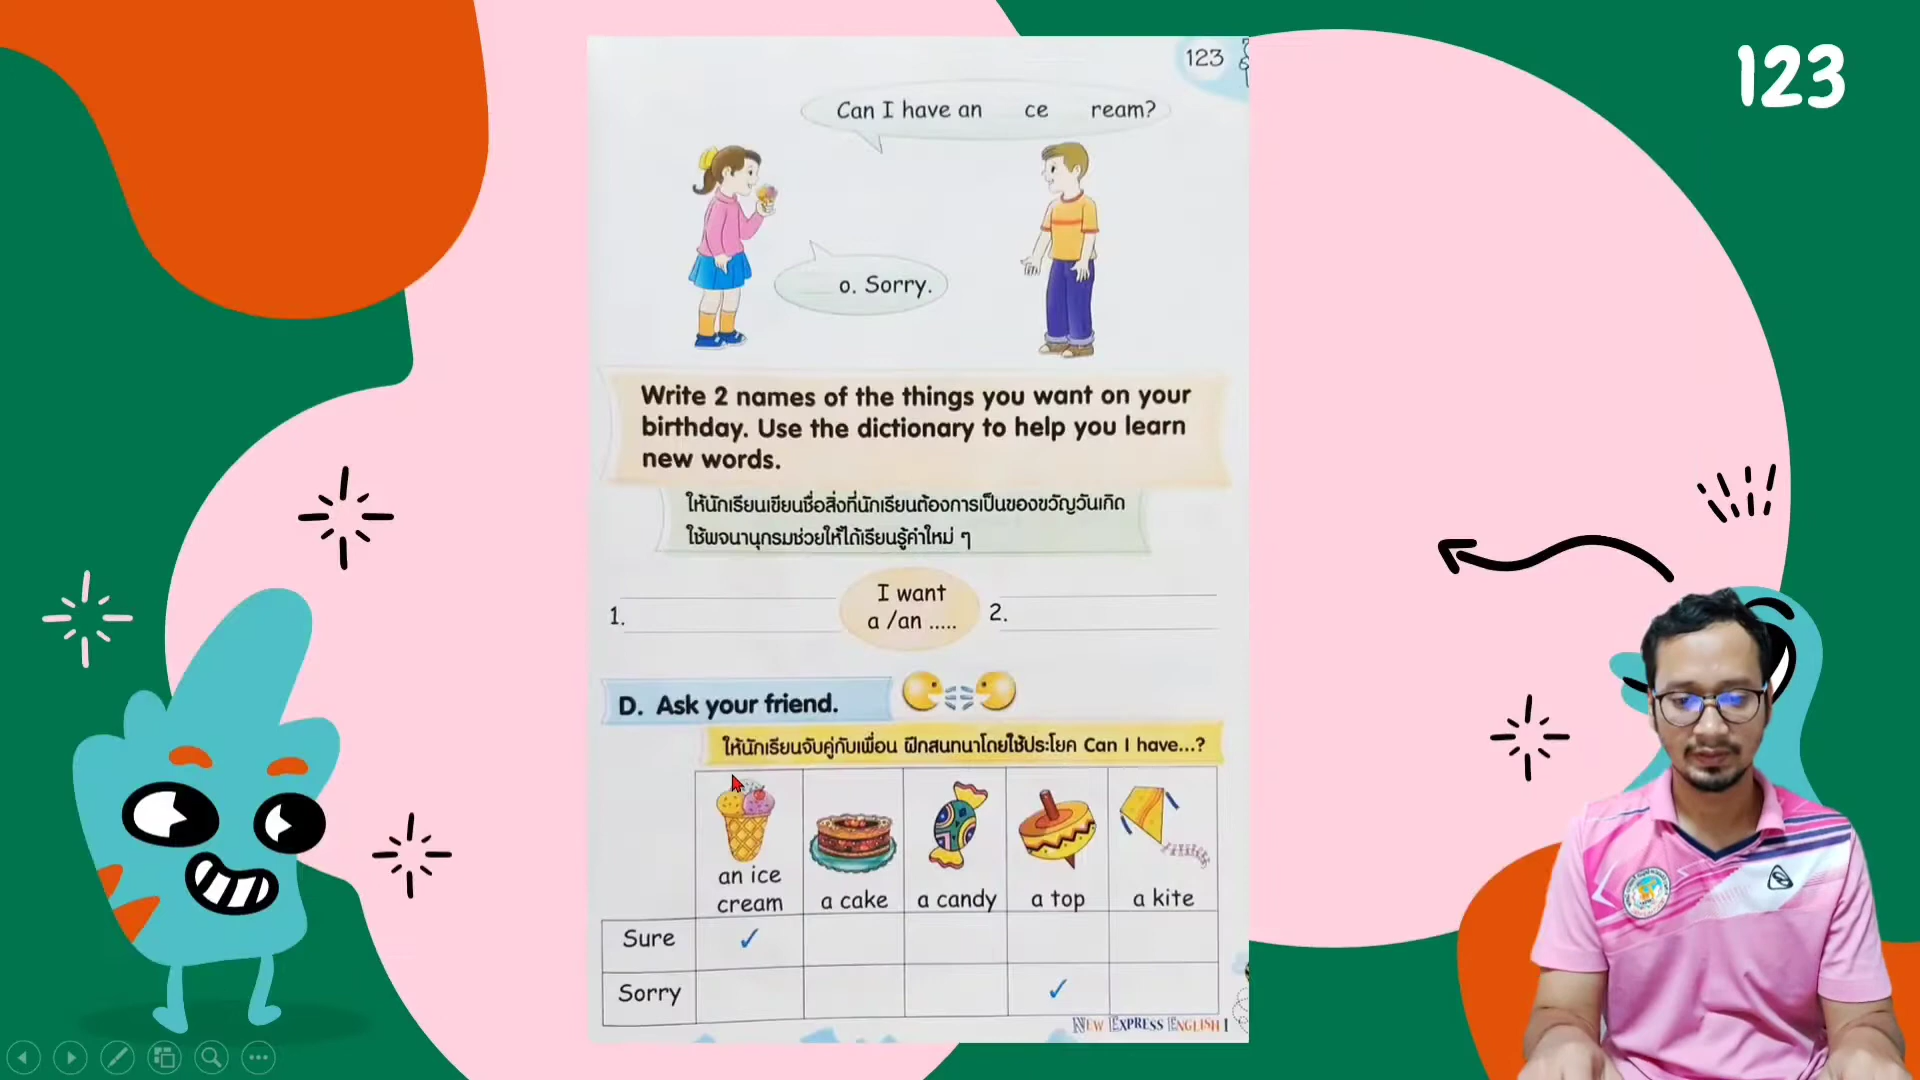 123
123
Can I have an ce ream?
o. Sorry.
Write 2 names of the things you want on your
birthday. Use the dictionary to help you learn
new words.
ให้นักเรียนเขียนชื่อสิ่งที่นักเรียนต้องการเป็นของขวัญวันเกิด
ใช้พจนานุกรมช่วยให้ได้เรียนรู้คำใหม่ ๆ
I want
1. a /an ..... 2.
D. Ask your friend.
ให้นักเรียนจับคู่กับเพื่อน ฝึกสนทนาโดยใช้ประโยค Can I have...?
an ice
cream a cake a candy a top a kite
Sure ✓
Sorry ✓
NEW EXPRESS ENGLISH 1